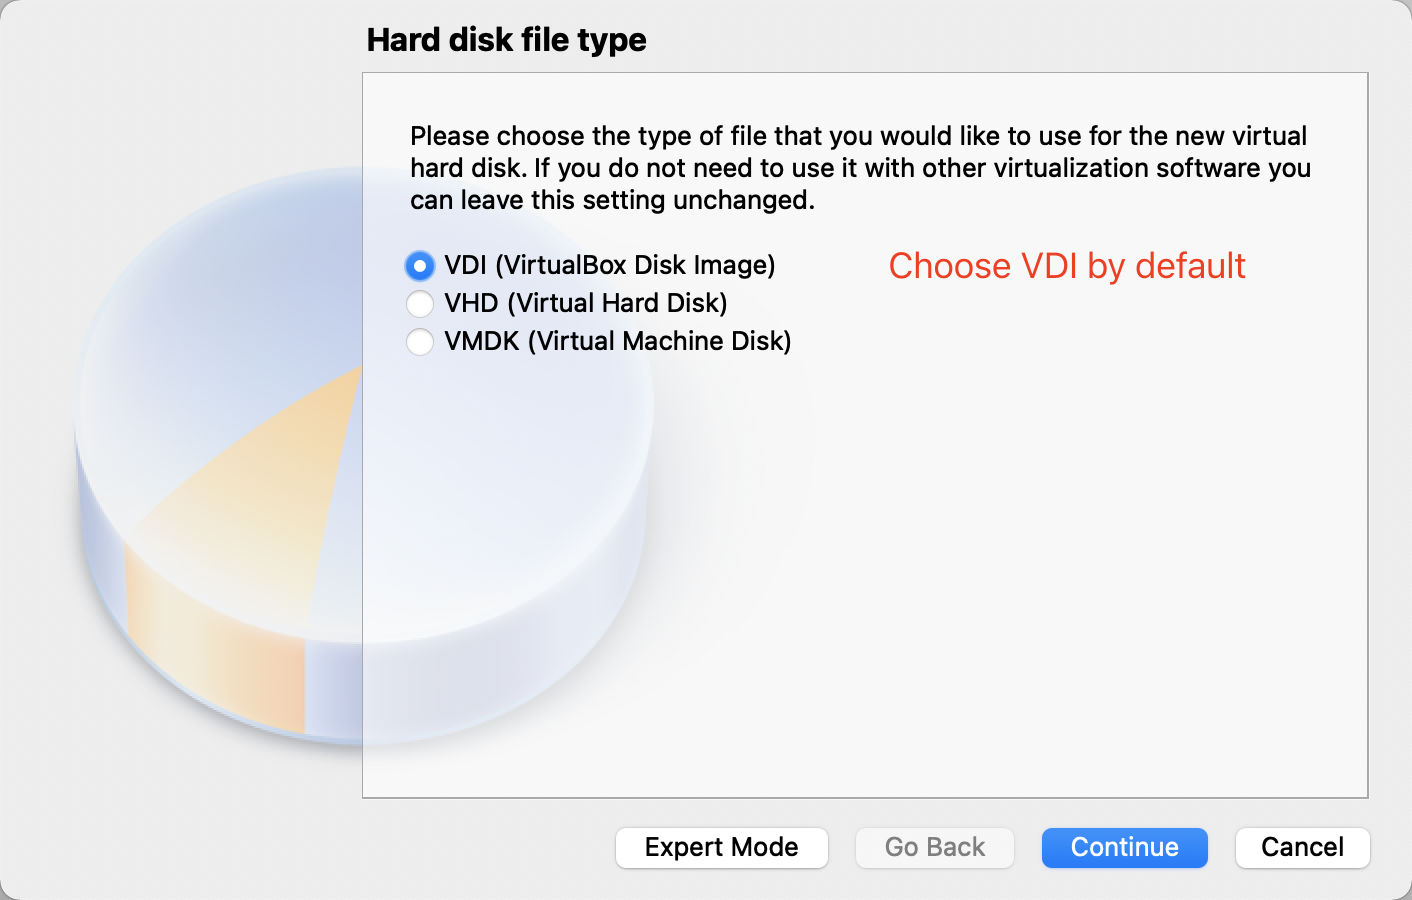 Hard disk file type
Please choose the type of file that you would like to use for the new virtual
hard disk. If you do not need to use it with other virtualization software you
can leave this setting unchanged.
VDI (VirtualBox Disk Image)
Choose VDI by default
VHD (Virtual Hard Disk)
VMDK (Virtual Machine Disk)
Expert Mode
Go Back
Continue
Cancel